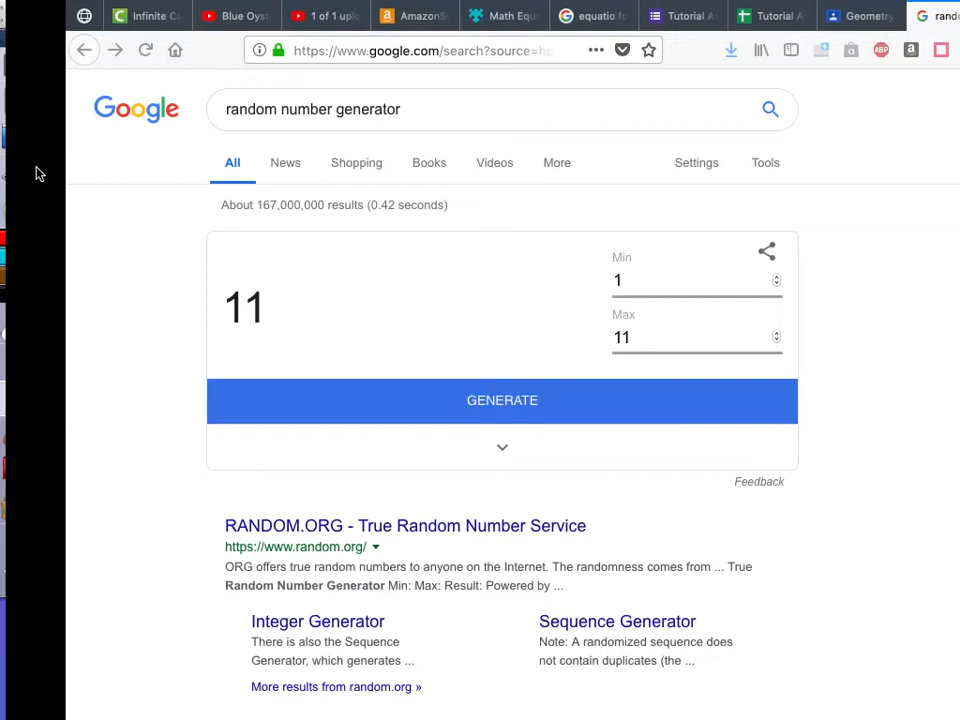 Infinite C
Blue Oyst
1 of 1 uplo
AmazonS
Math Equ
equatio fo
Tutorial A
Tutorial A
Geometry
rando
https://www.google.com/search?source=hp
Google
random number generator
All News Shopping Books Videos More Settings Tools
About 167,000,000 results (0.42 seconds)
11
Min
1
Max
11
GENERATE
Feedback
RANDOM.ORG - True Random Number Service
https://www.random.org/
ORG offers true random numbers to anyone on the Internet. The randomness comes from ... True
Random Number Generator Min: Max: Result: Powered by ...
Integer Generator
There is also the Sequence
Generator, which generates ...
More results from random.org »
Sequence Generator
Note: A randomized sequence does
not contain duplicates (the ...